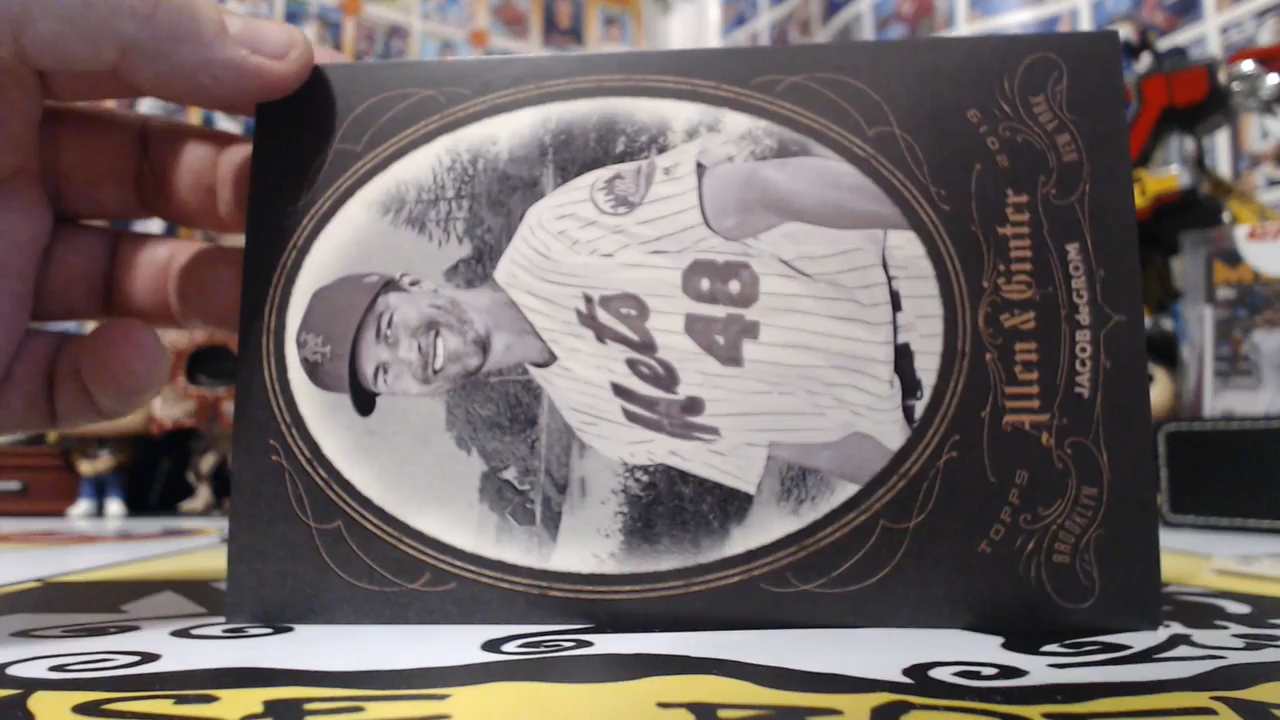 Mets
48
TOPPS Allen & Ginter 2019
BROOKLYN JACOB deGROM NEW YORK